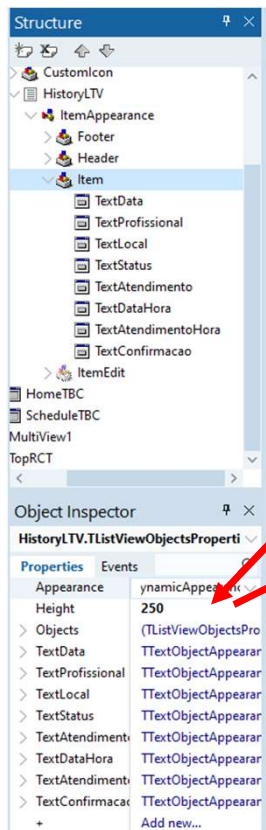 Structure
CustomIcon
HistoryLTV
ItemAppearance
Footer
Header
Item
TextData
TextProfissional
TextLocal
TextStatus
TextAtendimento
TextDataHora
TextAtendimentoHora
TextConfirmacao
ItemEdit
HomeTBC
ScheduleTBC
MultiView1
TopRCT
Object Inspector
HistoryLTV.TListViewObjectsProperti
Properties Events
Appearance ynamicAppearanc
Height 250
Objects (TListViewObjectsPro
TextData TTextObjectAppearar
TextProfissional TTextObjectAppearar
TextLocal TTextObjectAppearar
TextStatus TTextObjectAppearar
TextAtendimento TTextObjectAppearar
TextDataHora TTextObjectAppearar
TextAtendimento TTextObjectAppearar
TextConfirmacao TTextObjectAppearar
+ Add new...